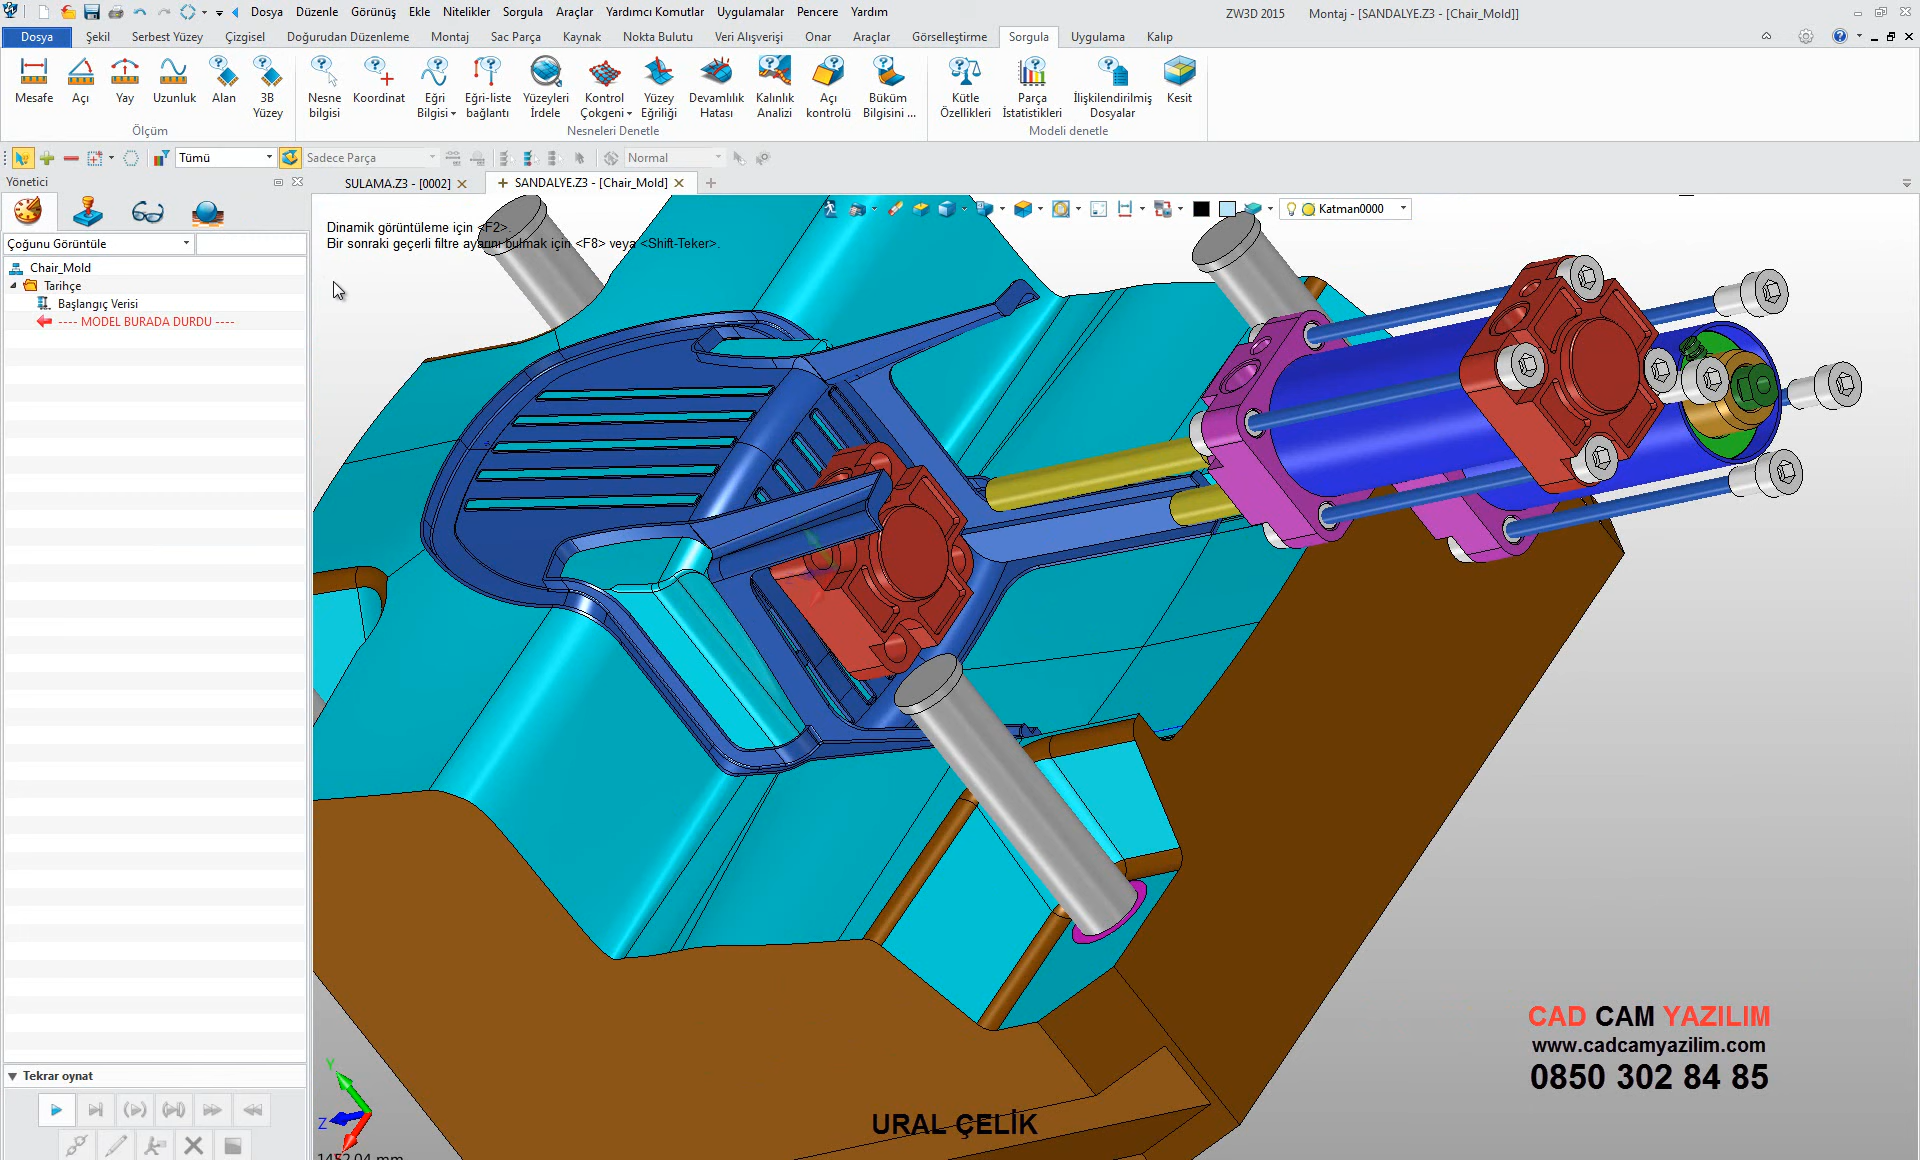 Dosya Düzenle Görünüş Ekle Nitelikler Sorgula Araçlar Yardımcı Komutlar Uygulamalar Pencere Yardım
ZW3D 2015 Montaj - [SANDALYE.Z3 - [Chair_Mold]]
Dosya Şekil Serbest Yüzey Çizgisel Doğurudan Düzenleme Montaj Sac Parça Kaynak Nokta Bulutu Veri Alışverişi Onar Araçlar Görselleştirme Sorgula Uygulama Kalıp
Mesafe Açı Yay Uzunluk Alan 3B Yüzey
Nesne bilgisi Koordinat Eğri Bilgisi Eğri-liste bağlantı Yüzeyleri İrdele Kontrol Çokgeni Yüzey Eğriliği Devamlılık Hatası Kalınlık Analizi Açı kontrolü Büküm Bilgisini ...
Kütle Özellikleri Parça İstatistikleri İlişkilendirilmiş Dosyalar Kesit
Ölçüm Nesneleri Denetle Modeli denetle
Tümü Sadece Parça Normal
Yönetici
SULAMA.Z3 - [0002] SANDALYE.Z3 - [Chair_Mold]
Katman0000
Dinamik görüntüleme için <F2>.
Bir sonraki geçerli filtre ayarını bulmak için <F8> veya <Shift-Teker>.
Çoğunu Görüntüle
Chair_Mold
Tarihçe
Başlangıç Verisi
---- MODEL BURADA DURDU ----
Tekrar oynat
Y
Z
CAD CAM YAZILIM
www.cadcamyazilim.com
0850 302 84 85
URAL ÇELİK